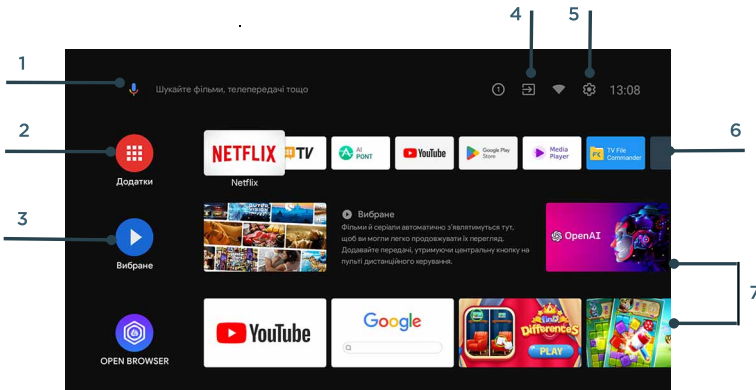 4 5
1
Шукайте фільми, телепередачі тощо
1 13:08
2
6
NETFLIX
TV
AI PONT
YouTube
Google Play Store
Media Player
TV File Commander
Додатки
Netflix
3
Вибране
Фільми й серіали автоматично з'являтимуться тут,
щоб ви могли легко продовжувати їх перегляд.
Додавайте передачі, утримуючи центральну кнопку на
пульті дистанційного керування.
OpenAI
Вибране
7
YouTube
Google
Find
Differences
PLAY
OPEN BROWSER